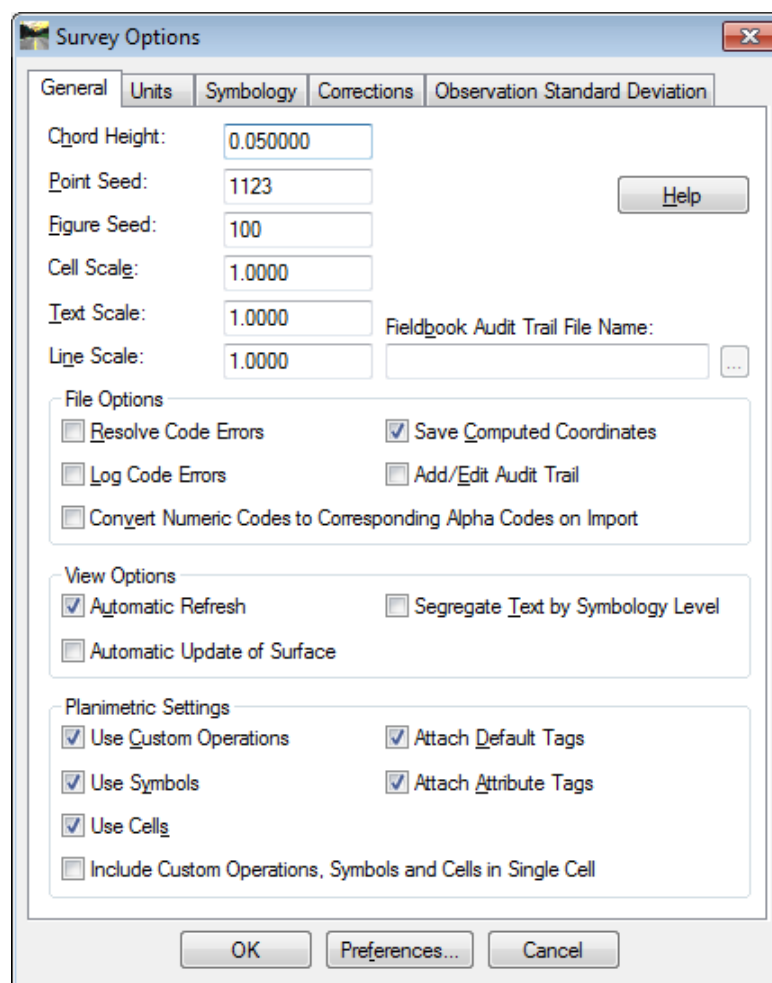 Survey Options
General Units Symbology Corrections Observation Standard Deviation
Chord Height: 0.050000
Point Seed: 1123
Help
Figure Seed: 100
Cell Scale: 1.0000
Text Scale: 1.0000
Fieldbook Audit Trail File Name:
Line Scale: 1.0000
...
File Options
Resolve Code Errors Save Computed Coordinates
Log Code Errors Add/Edit Audit Trail
Convert Numeric Codes to Corresponding Alpha Codes on Import
View Options
Automatic Refresh Segregate Text by Symbology Level
Automatic Update of Surface
Planimetric Settings
Use Custom Operations Attach Default Tags
Use Symbols Attach Attribute Tags
Use Cells
Include Custom Operations, Symbols and Cells in Single Cell
OK Preferences... Cancel